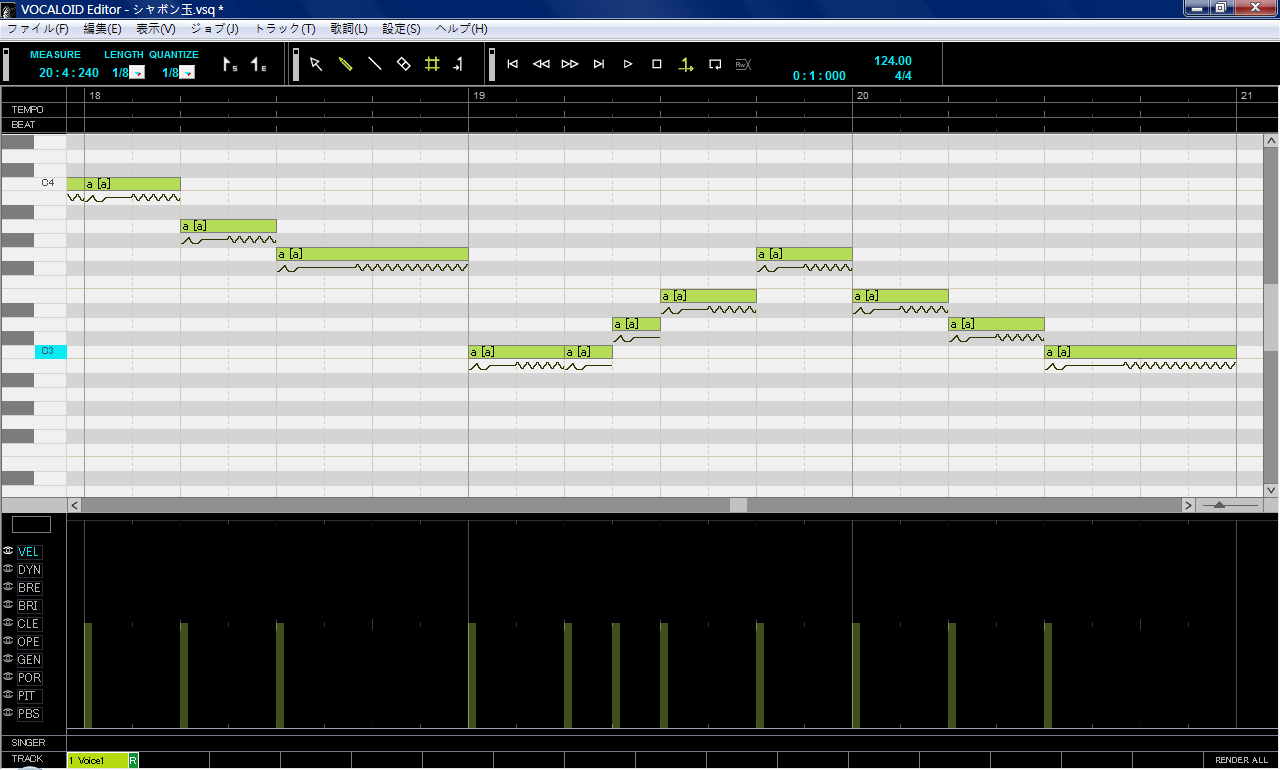 VOCALOID Editor - シャボン玉.vsq *
ファイル(F) 編集(E) 表示(V) ジョブ(J) トラック(T) 歌詞(L) 設定(S) ヘルプ(H)
MEASURE LENGTH QUANTIZE
20 : 4 : 240 1/8 1/8 S E
124.00
0 : 1 : 000 4/4
18 19 20 21
TEMPO
BEAT
C4 a [a]
a [a]
a [a] a [a]
a [a] a [a]
a [a] a [a]
C3 a [a] a [a] a [a]
VEL
DYN
BRE
BRI
CLE
OPE
GEN
POR
PIT
PBS
SINGER
TRACK 1 Voice1 R RENDER ALL